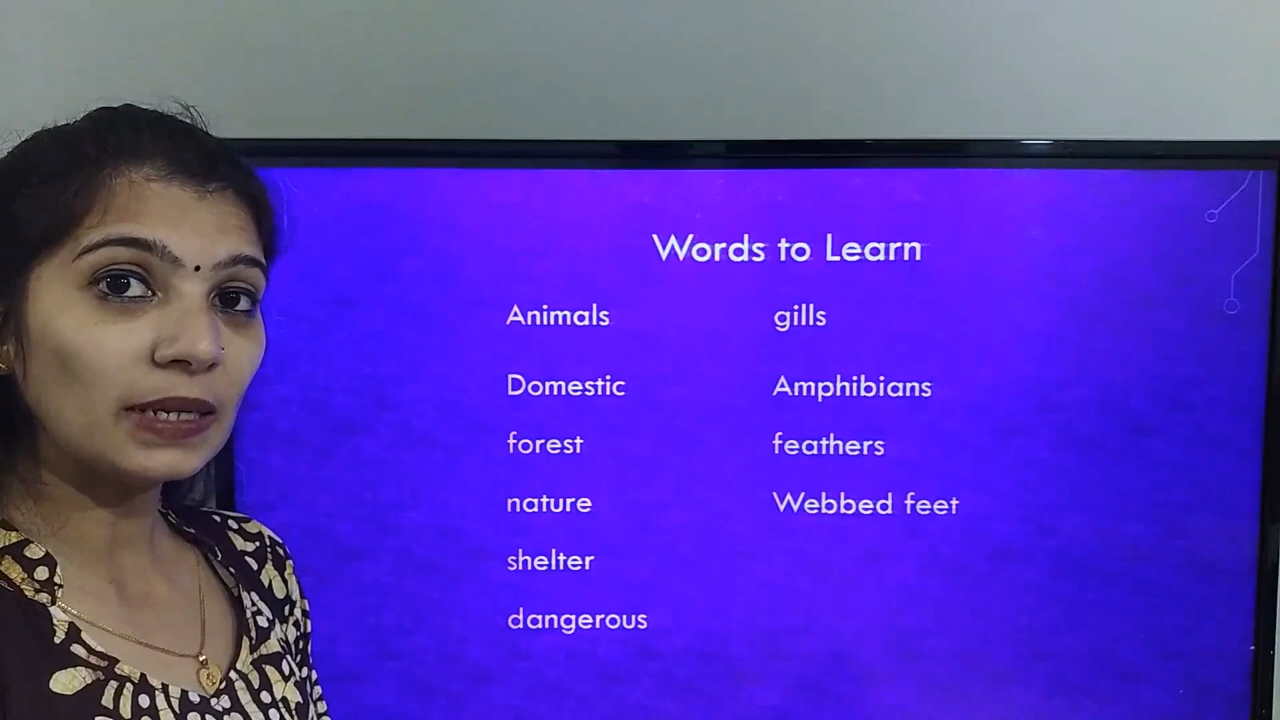 Words to Learn
Animals
Domestic
forest
nature
shelter
dangerous
gills
Amphibians
feathers
Webbed feet